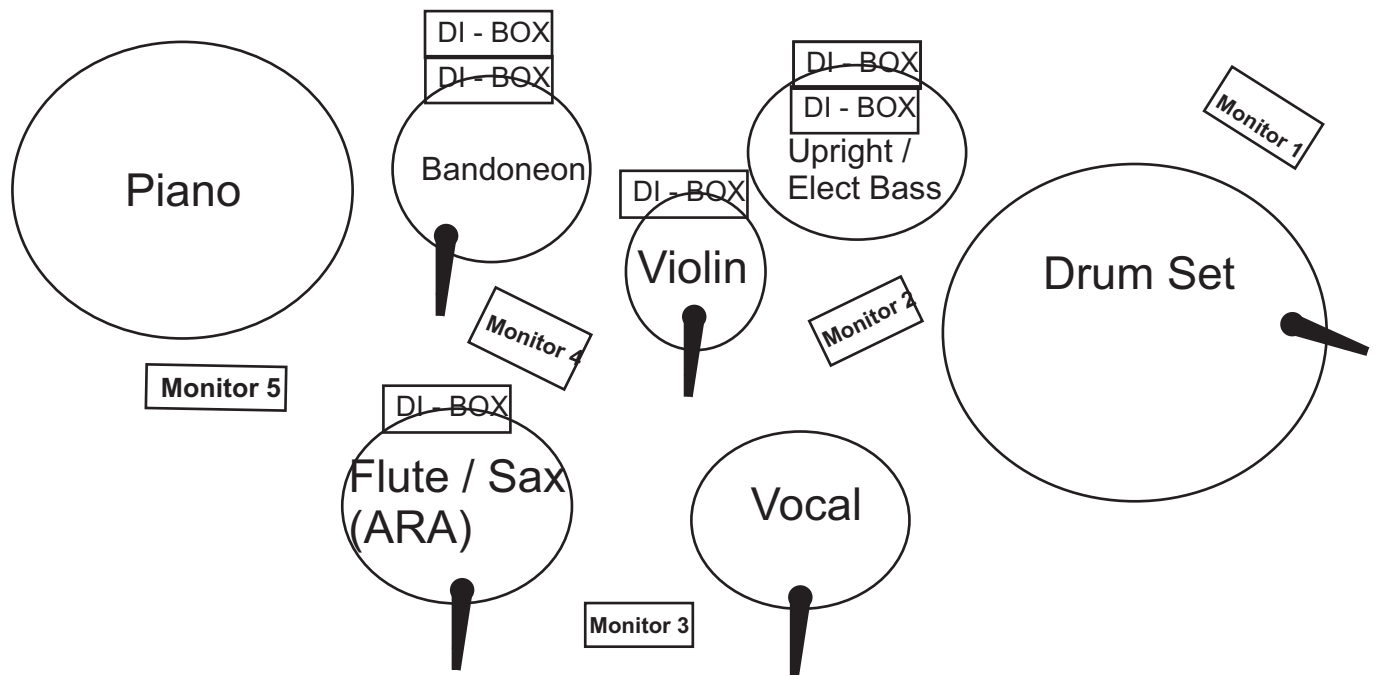 DI - BOX
DI - BOX
Bandoneon
Piano
DI - BOX
DI - BOX
Upright /
Elect Bass
DI - BOX
Violin
Monitor 1
Drum Set
Monitor 2
Monitor 4
Monitor 5
DI - BOX
Flute / Sax
(ARA)
Vocal
Monitor 3